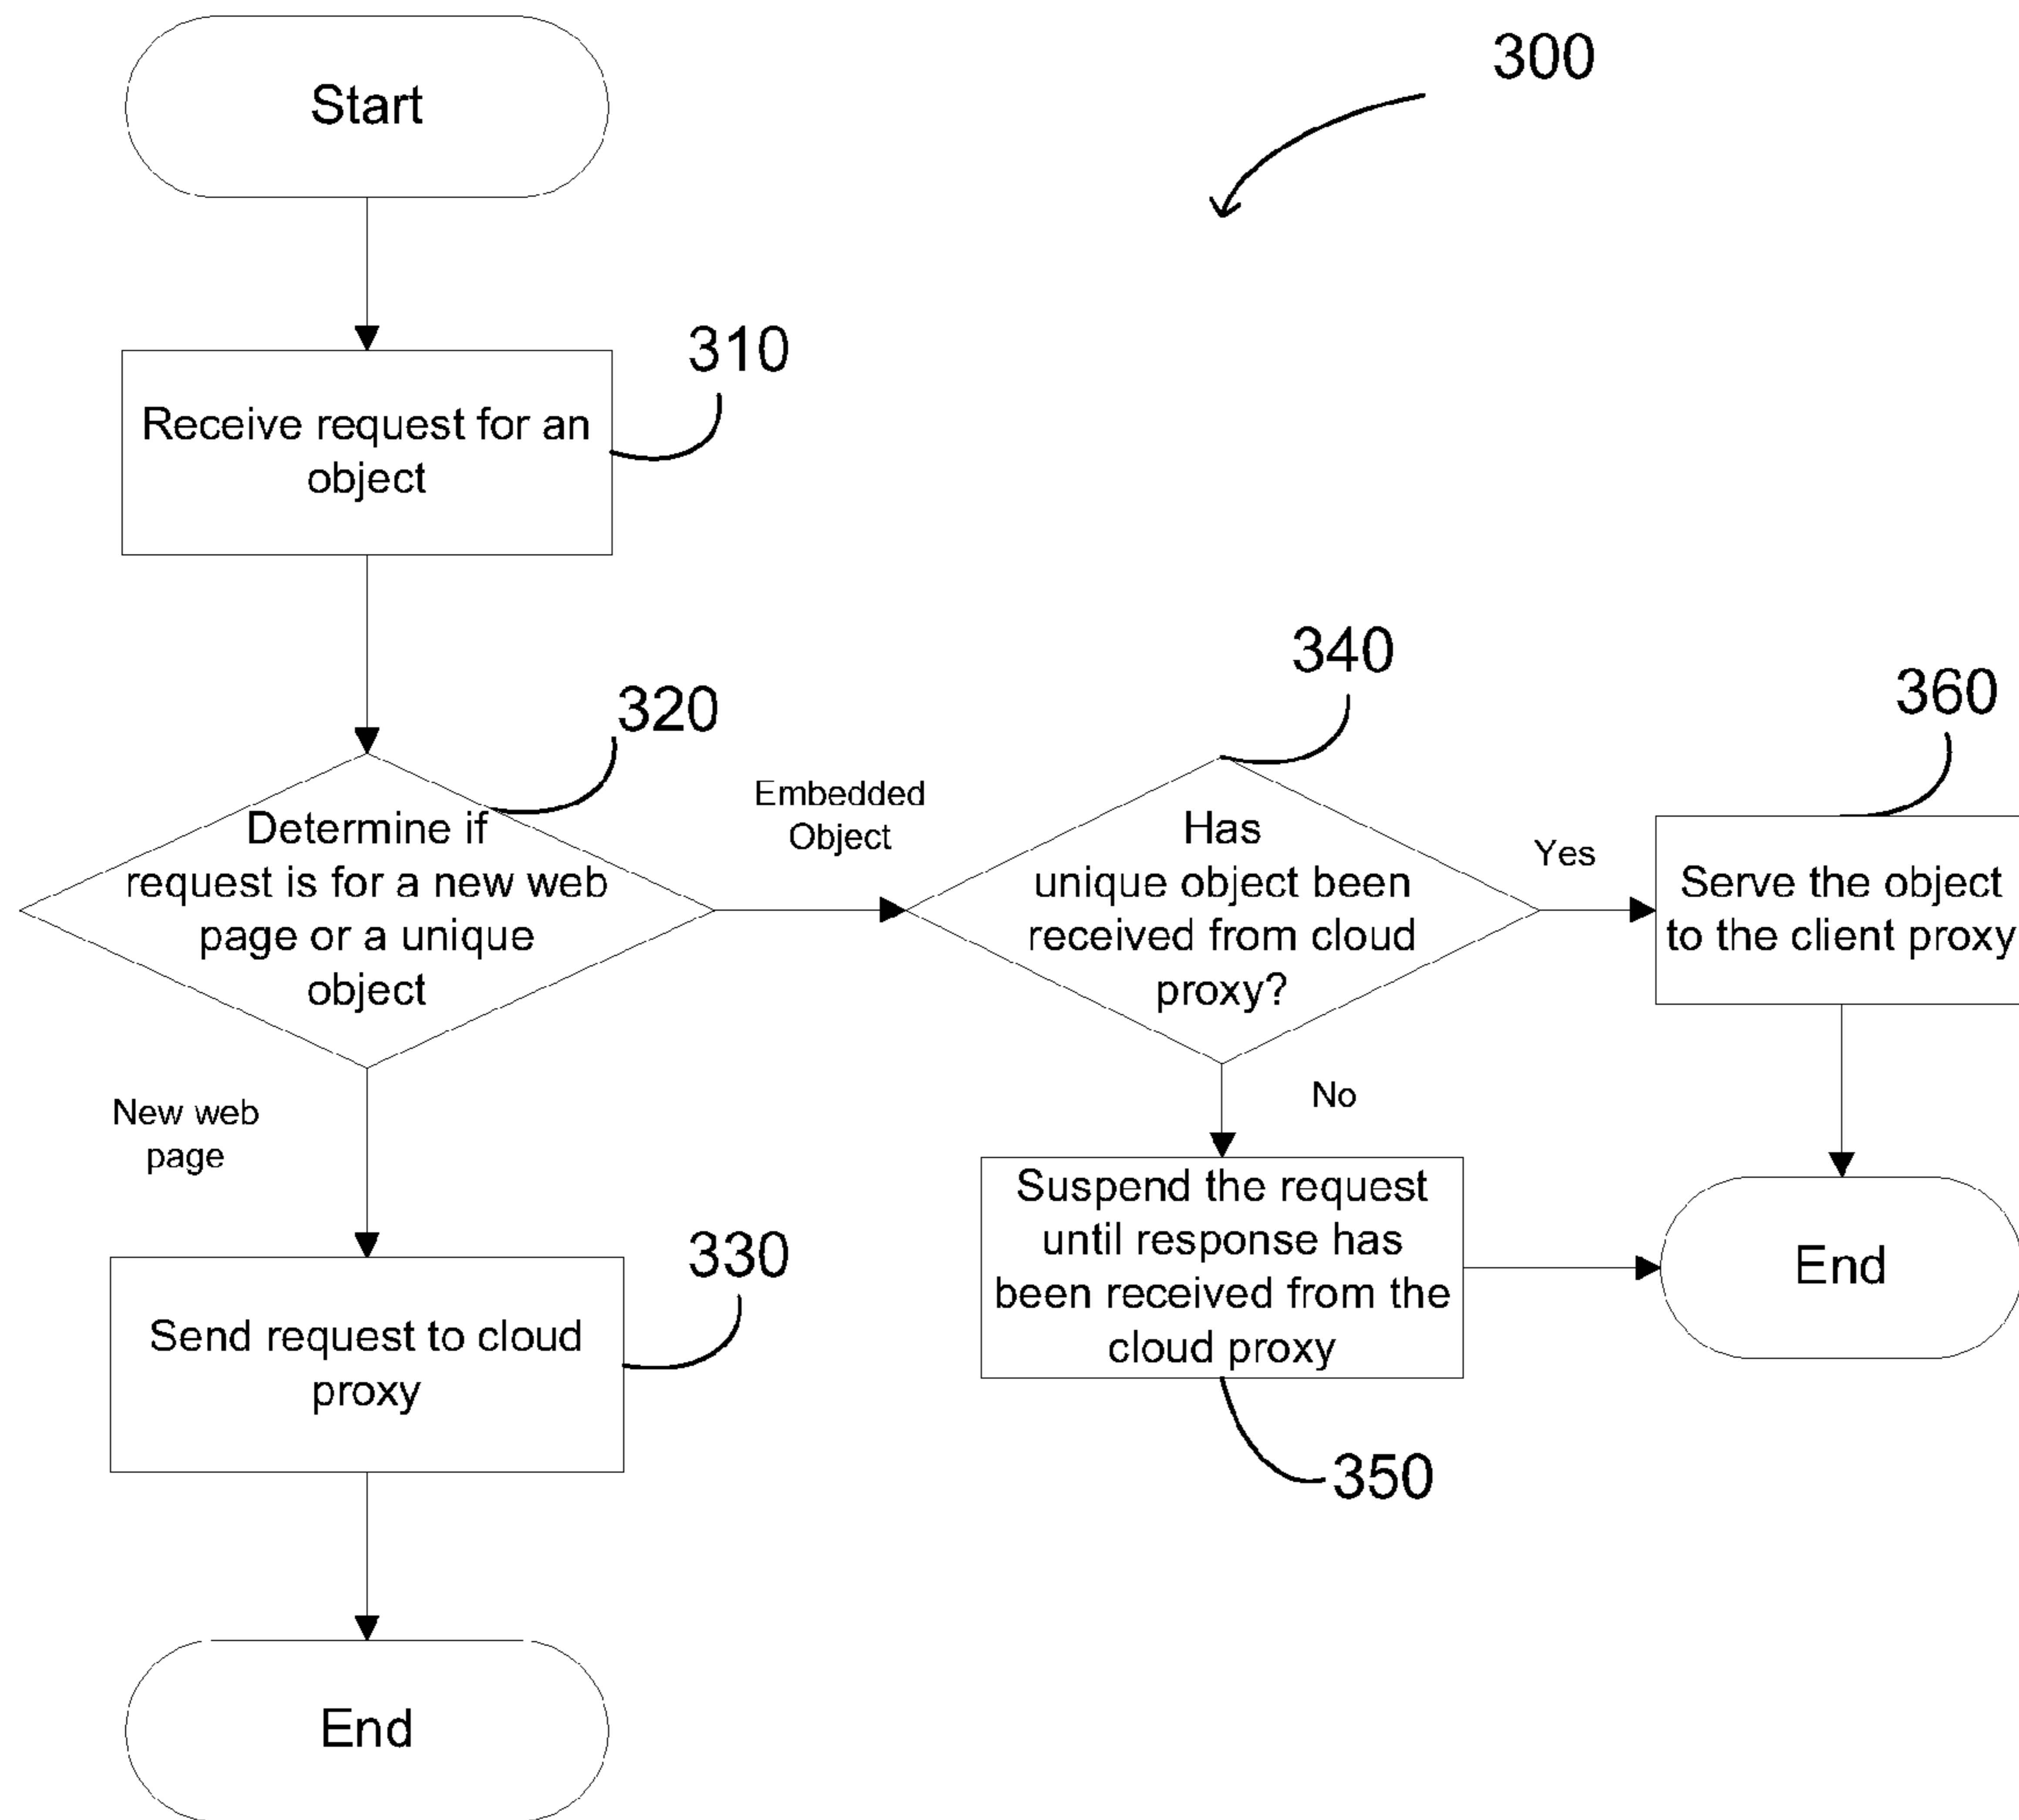 Start
300
310
Receive request for an
object
320
Determine if
request is for a new web
page or a unique
object
Embedded
Object
340
Has
unique object been
received from cloud
proxy?
Yes
360
Serve the object
to the client proxy
New web
page
No
330
Send request to cloud
proxy
Suspend the request
until response has
been received from the
cloud proxy
350
End
End